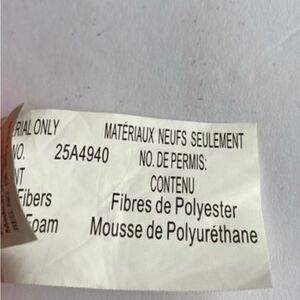 RIAL ONLY MATÉRIAUX NEUFS SEULEMENT
NO. 25A4940 NO. DE PERMIS:
NT CONTENU
Fibers Fibres de Polyester
Foam Mousse de Polyuréthane